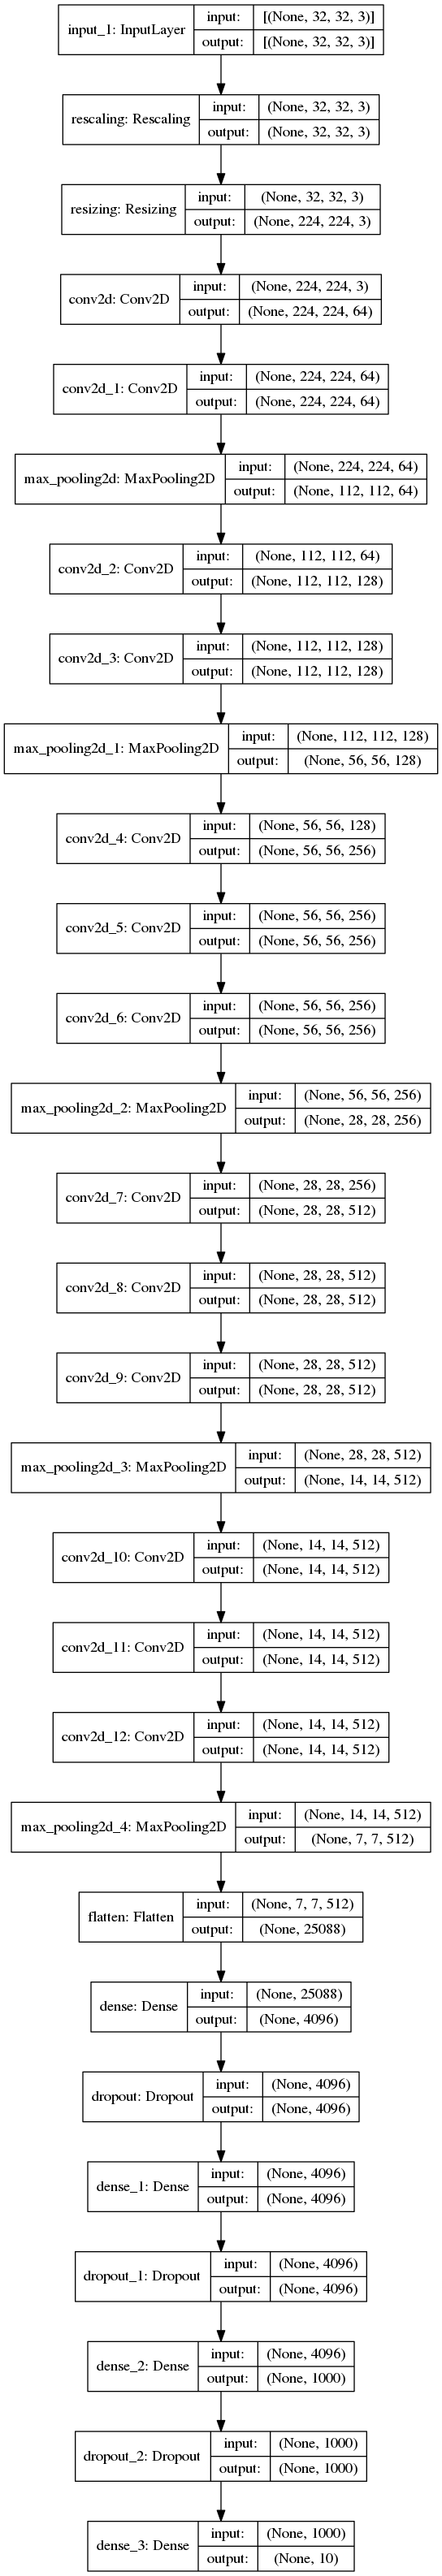 input_1: InputLayer
input: [(None, 32, 32, 3)]
output: [(None, 32, 32, 3)]
rescaling: Rescaling
input: (None, 32, 32, 3)
output: (None, 32, 32, 3)
resizing: Resizing
input: (None, 32, 32, 3)
output: (None, 224, 224, 3)
conv2d: Conv2D
input: (None, 224, 224, 3)
output: (None, 224, 224, 64)
conv2d_1: Conv2D
input: (None, 224, 224, 64)
output: (None, 224, 224, 64)
max_pooling2d: MaxPooling2D
input: (None, 224, 224, 64)
output: (None, 112, 112, 64)
conv2d_2: Conv2D
input: (None, 112, 112, 64)
output: (None, 112, 112, 128)
conv2d_3: Conv2D
input: (None, 112, 112, 128)
output: (None, 112, 112, 128)
max_pooling2d_1: MaxPooling2D
input: (None, 112, 112, 128)
output: (None, 56, 56, 128)
conv2d_4: Conv2D
input: (None, 56, 56, 128)
output: (None, 56, 56, 256)
conv2d_5: Conv2D
input: (None, 56, 56, 256)
output: (None, 56, 56, 256)
conv2d_6: Conv2D
input: (None, 56, 56, 256)
output: (None, 56, 56, 256)
max_pooling2d_2: MaxPooling2D
input: (None, 56, 56, 256)
output: (None, 28, 28, 256)
conv2d_7: Conv2D
input: (None, 28, 28, 256)
output: (None, 28, 28, 512)
conv2d_8: Conv2D
input: (None, 28, 28, 512)
output: (None, 28, 28, 512)
conv2d_9: Conv2D
input: (None, 28, 28, 512)
output: (None, 28, 28, 512)
max_pooling2d_3: MaxPooling2D
input: (None, 28, 28, 512)
output: (None, 14, 14, 512)
conv2d_10: Conv2D
input: (None, 14, 14, 512)
output: (None, 14, 14, 512)
conv2d_11: Conv2D
input: (None, 14, 14, 512)
output: (None, 14, 14, 512)
conv2d_12: Conv2D
input: (None, 14, 14, 512)
output: (None, 14, 14, 512)
max_pooling2d_4: MaxPooling2D
input: (None, 14, 14, 512)
output: (None, 7, 7, 512)
flatten: Flatten
input: (None, 7, 7, 512)
output: (None, 25088)
dense: Dense
input: (None, 25088)
output: (None, 4096)
dropout: Dropout
input: (None, 4096)
output: (None, 4096)
dense_1: Dense
input: (None, 4096)
output: (None, 4096)
dropout_1: Dropout
input: (None, 4096)
output: (None, 4096)
dense_2: Dense
input: (None, 4096)
output: (None, 1000)
dropout_2: Dropout
input: (None, 1000)
output: (None, 1000)
dense_3: Dense
input: (None, 1000)
output: (None, 10)